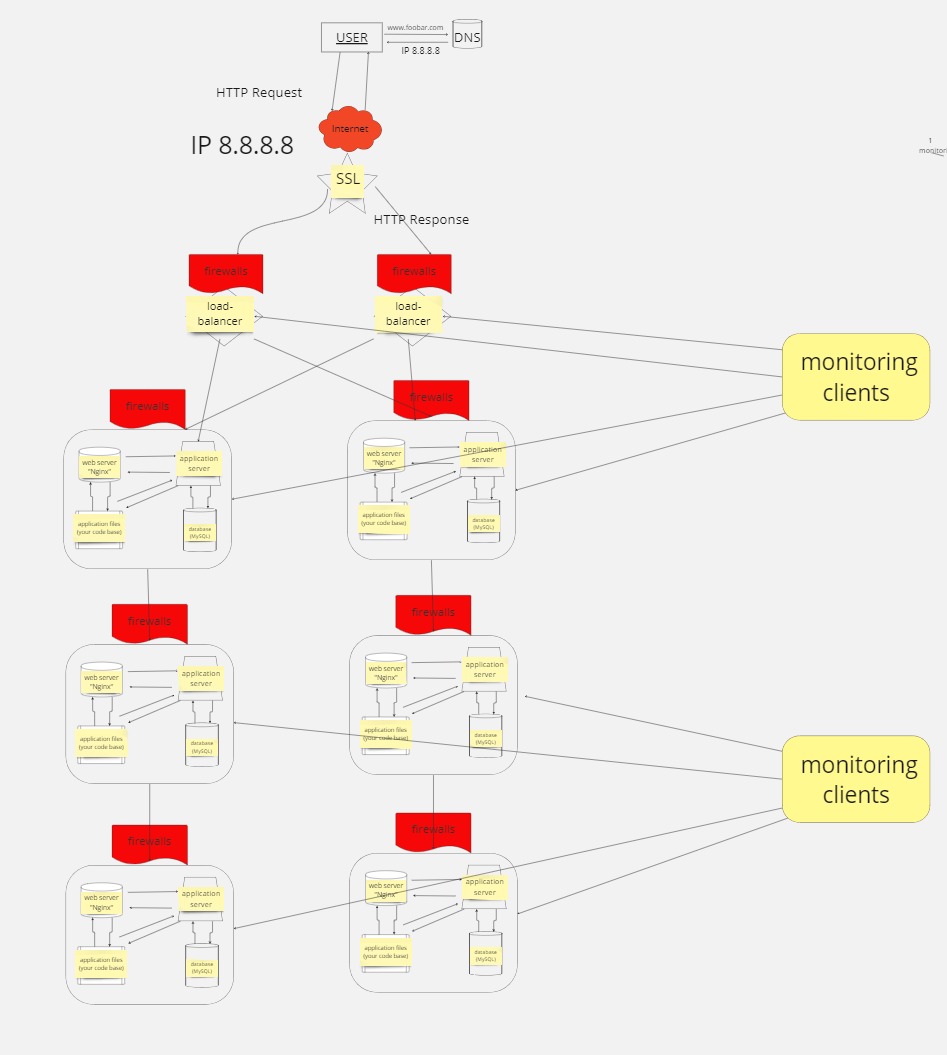 www.foobar.com
USER
DNS
IP 8.8.8.8
HTTP Request
Internet
IP 8.8.8.8
1
SSL
HTTP Response
firewalls
firewalls
load-
balancer
load-
balancer
monitoring
clients
firewalls
firewalls
web server
"Nginx"
application
server
application files
(your code base)
database
(MySQL)
web server
"Nginx"
application
server
application files
(your code base)
database
(MySQL)
firewalls
firewalls
web server
"Nginx"
application
server
application files
(your code base)
database
(MySQL)
web server
"Nginx"
application
server
application files
(your code base)
database
(MySQL)
monitoring
clients
firewalls
firewalls
web server
"Nginx"
application
server
application files
(your code base)
database
(MySQL)
web server
"Nginx"
application
server
application files
(your code base)
database
(MySQL)